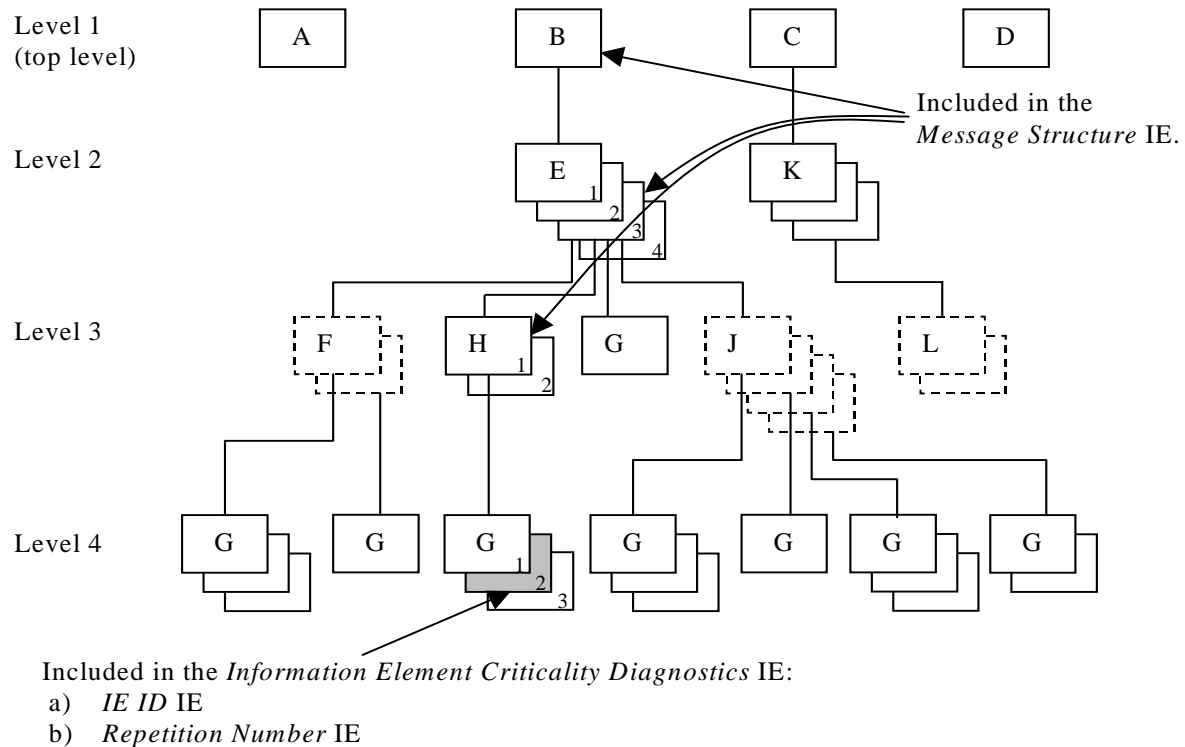 Level 1
(top level)
A
B
C
D
Included in the
Message Structure IE.
Level 2
E
1
2
3
4
K
Level 3
F
H
1
2
G
J
L
Level 4
G
G
G
1
2
3
G
G
G
G
Included in the Information Element Criticality Diagnostics IE:
a) IE ID IE
b) Repetition Number IE